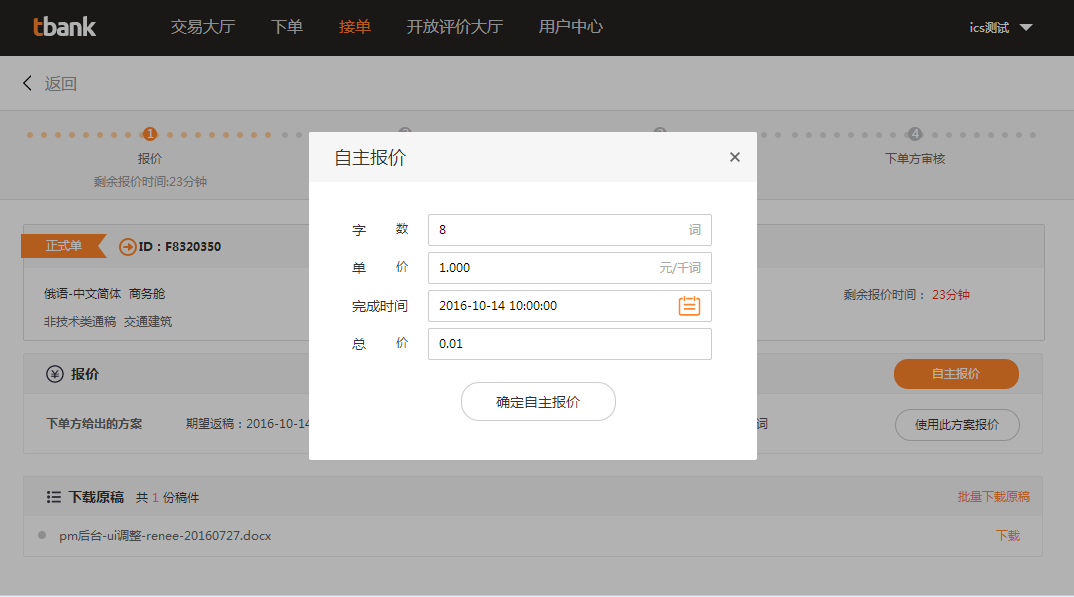 tbank 交易大厅 下单 接单 开放评价大厅 用户中心 ics测试
返回
1 4
报价 下单方审核
剩余报价时间:23分钟
自主报价
字 数 8 词
单 价 1.000 元/千词
完成时间 2016-10-14 10:00:00
总 价 0.01
确定自主报价
正式单 ID：F8320350
俄语-中文简体 商务舱 剩余报价时间： 23分钟
非技术类通稿 交通建筑
报价 自主报价
下单方给出的方案 期望返稿：2016-10-14 词 使用此方案报价
下载原稿 共 1 份稿件 批量下载原稿
pm后台-ui调整-renee-20160727.docx 下载